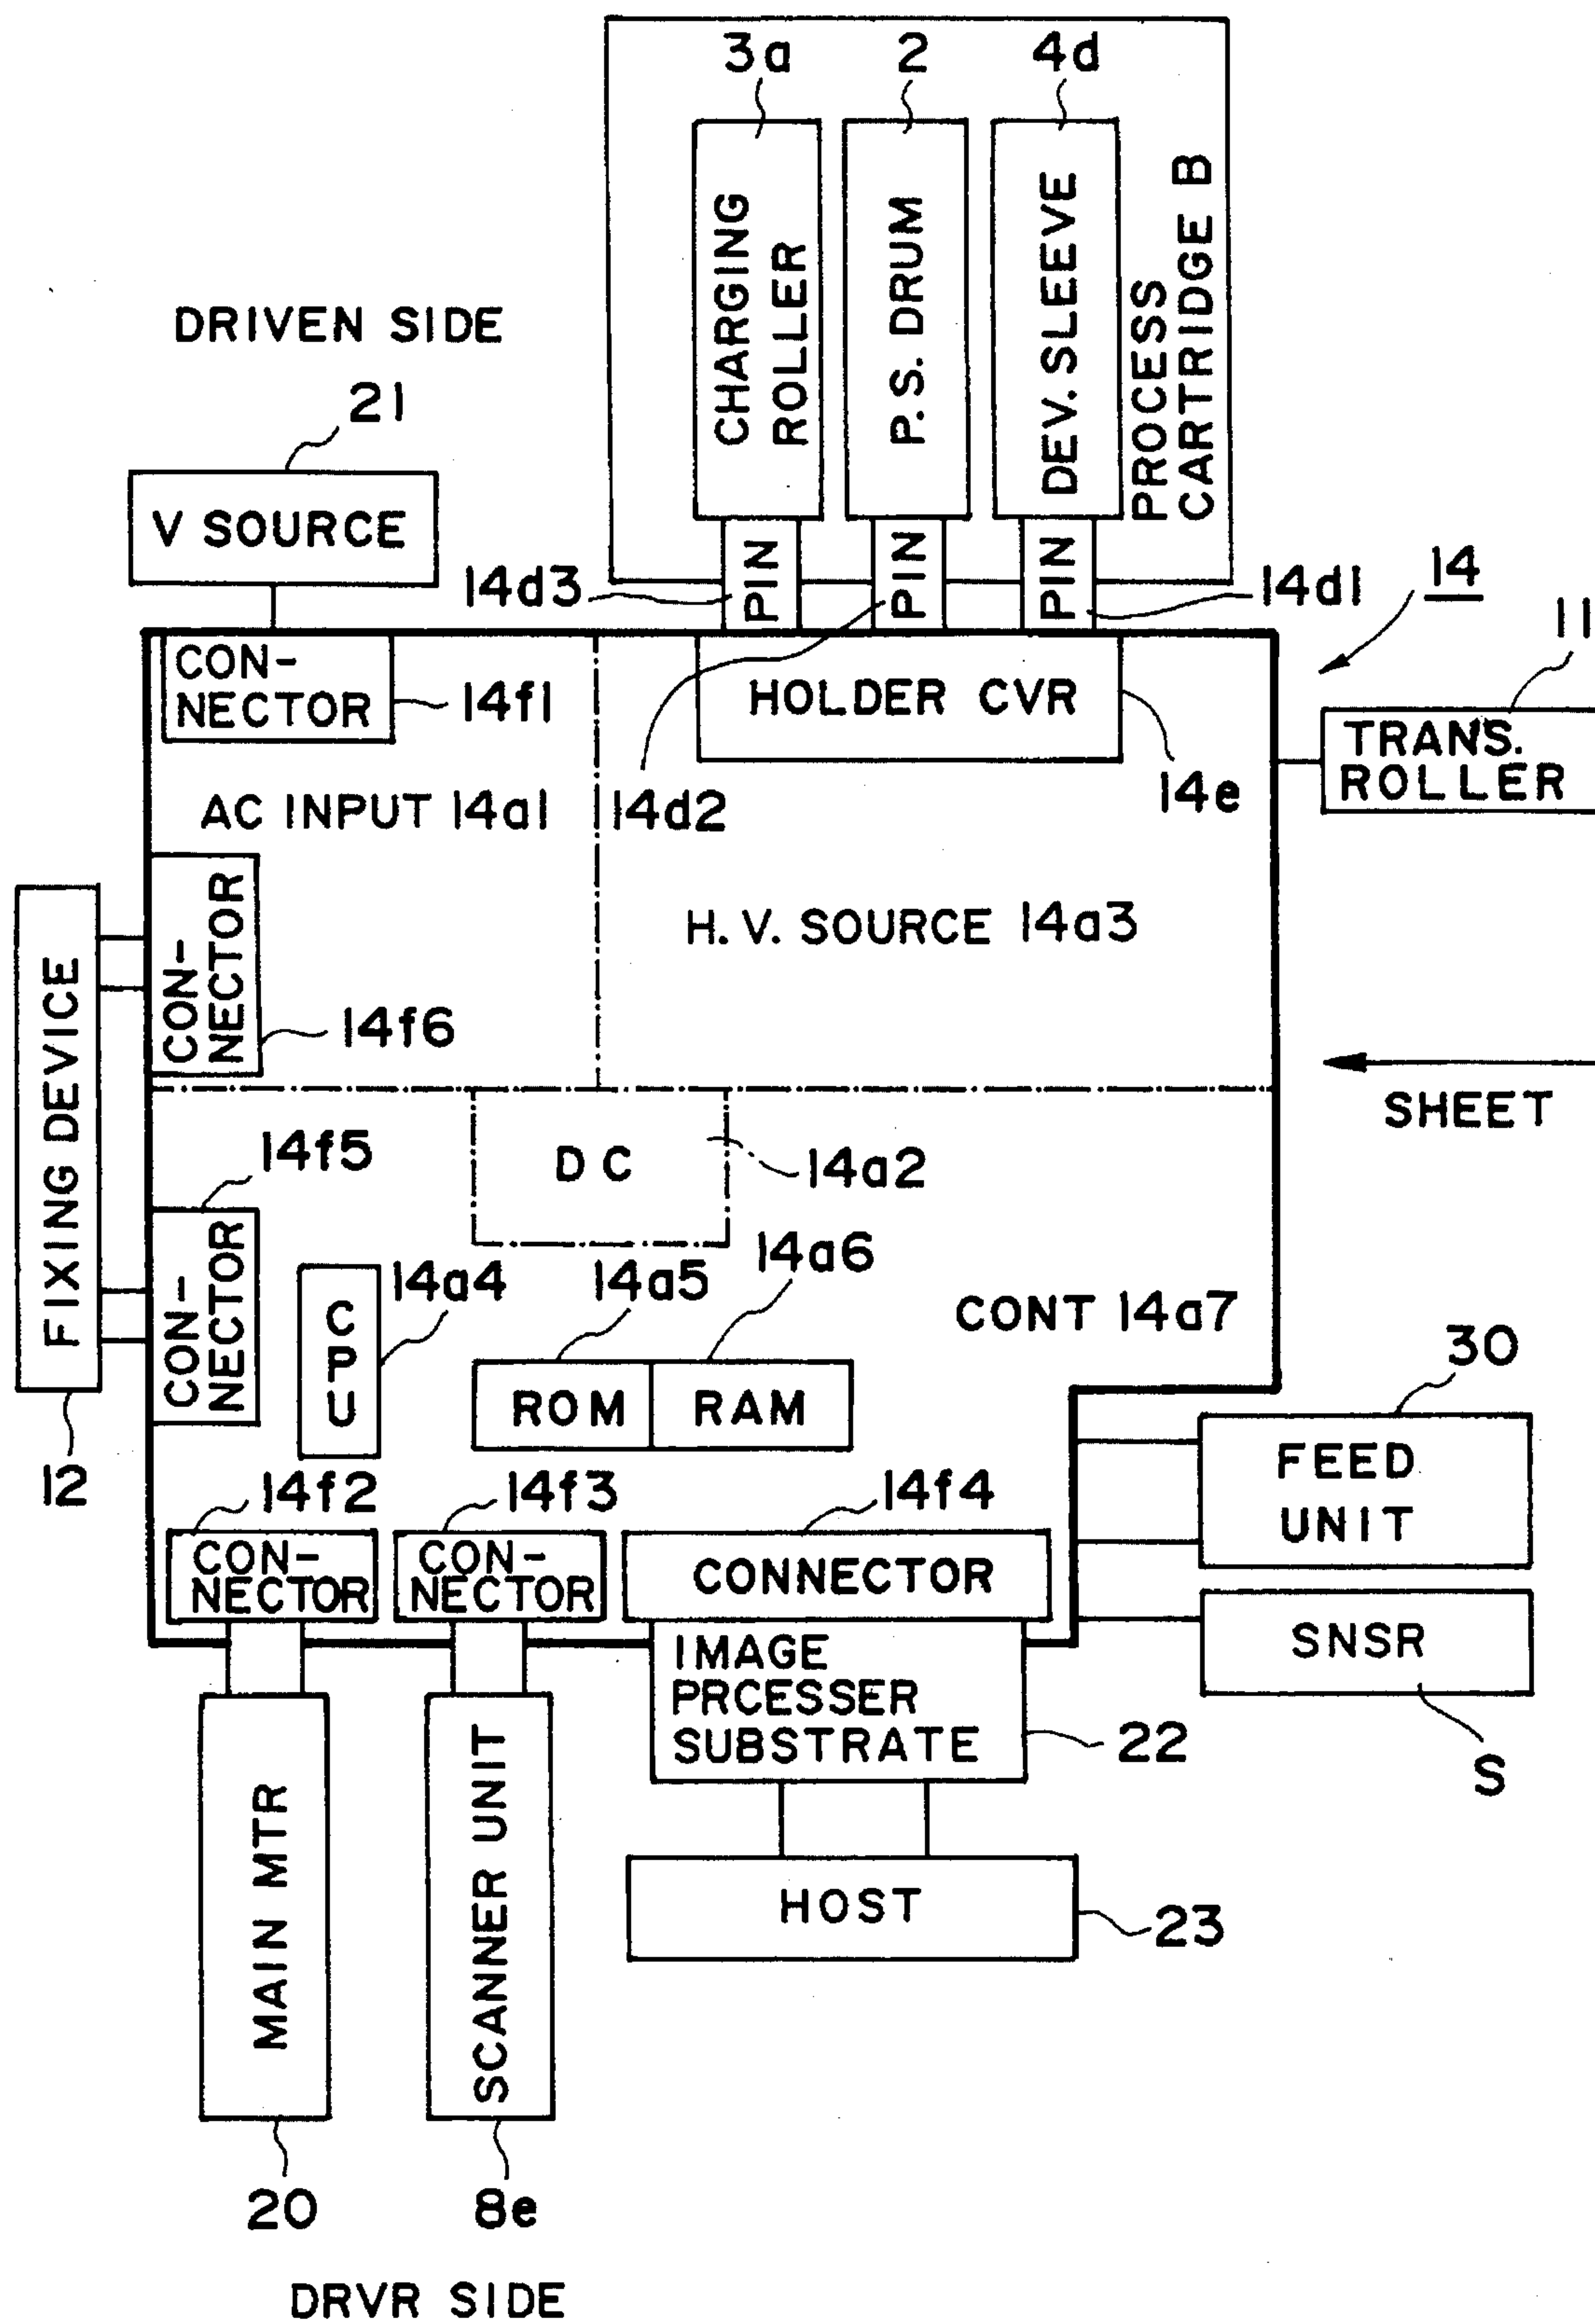 3a
2
4d
CHARGING
ROLLER
P.S. DRUM
DEV. SLEEVE
PROCESS
CARTRIDGE B
DRIVEN SIDE
21
V SOURCE
14d3
PIN
PIN
PIN
14d1
14
11
CON-
NECTOR
14f1
HOLDER CVR
TRANS.
ROLLER
AC INPUT 14a1
14d2
14e
CON-
NECTOR
H. V. SOURCE 14a3
14f6
FIXING DEVICE
SHEET
14f5
DC
14a2
CON-
NECTOR
14a4
14a5
14a6
CPU
CONT 14a7
30
ROM
RAM
FEED
UNIT
12
14f2
14f3
14f4
CON-
NECTOR
CON-
NECTOR
CONNECTOR
SNSR
IMAGE
PRCESSER
SUBSTRATE
22
S
MAIN MTR
SCANNER UNIT
HOST
23
20
8e
DRVR SIDE